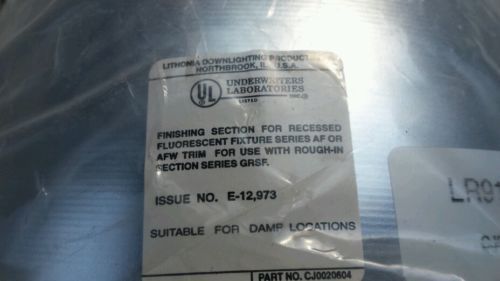 LITHONIA DOWNLIGHTING PRODUCT
NORTHBROOK, U.S.A.
UL
UNDERWRITERS
LABORATORIES
INC.®
LISTED
FINISHING SECTION FOR RECESSED
FLUORESCENT FIXTURE SERIES AF OR
AFW TRIM FOR USE WITH ROUGH-IN
SECTION SERIES GRSF.
ISSUE NO. E-12,973
SUITABLE FOR DAMP LOCATIONS
PART NO. CJ0020604
LR91